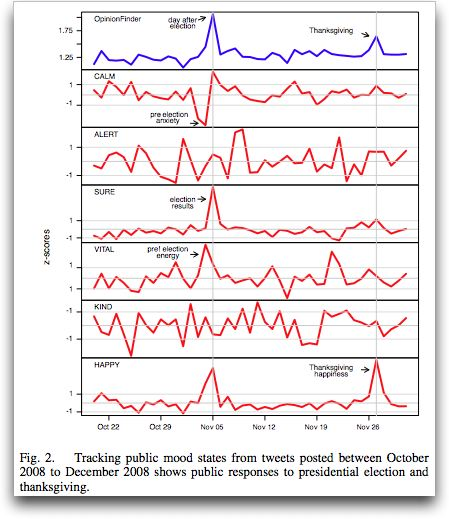 OpinionFinder
day after
election
Thanksgiving
1.75
1.25
CALM
1
-1
pre election
anxiety
ALERT
1
-1
SURE
election
results
1
-1
z-scores
VITAL
pre! election
energy
1
-1
KIND
1
-1
HAPPY
Thanksgiving
happiness
1
-1
Oct 22
Oct 29
Nov 05
Nov 12
Nov 19
Nov 26
Fig. 2. Tracking public mood states from tweets posted between October
2008 to December 2008 shows public responses to presidential election and
thanksgiving.